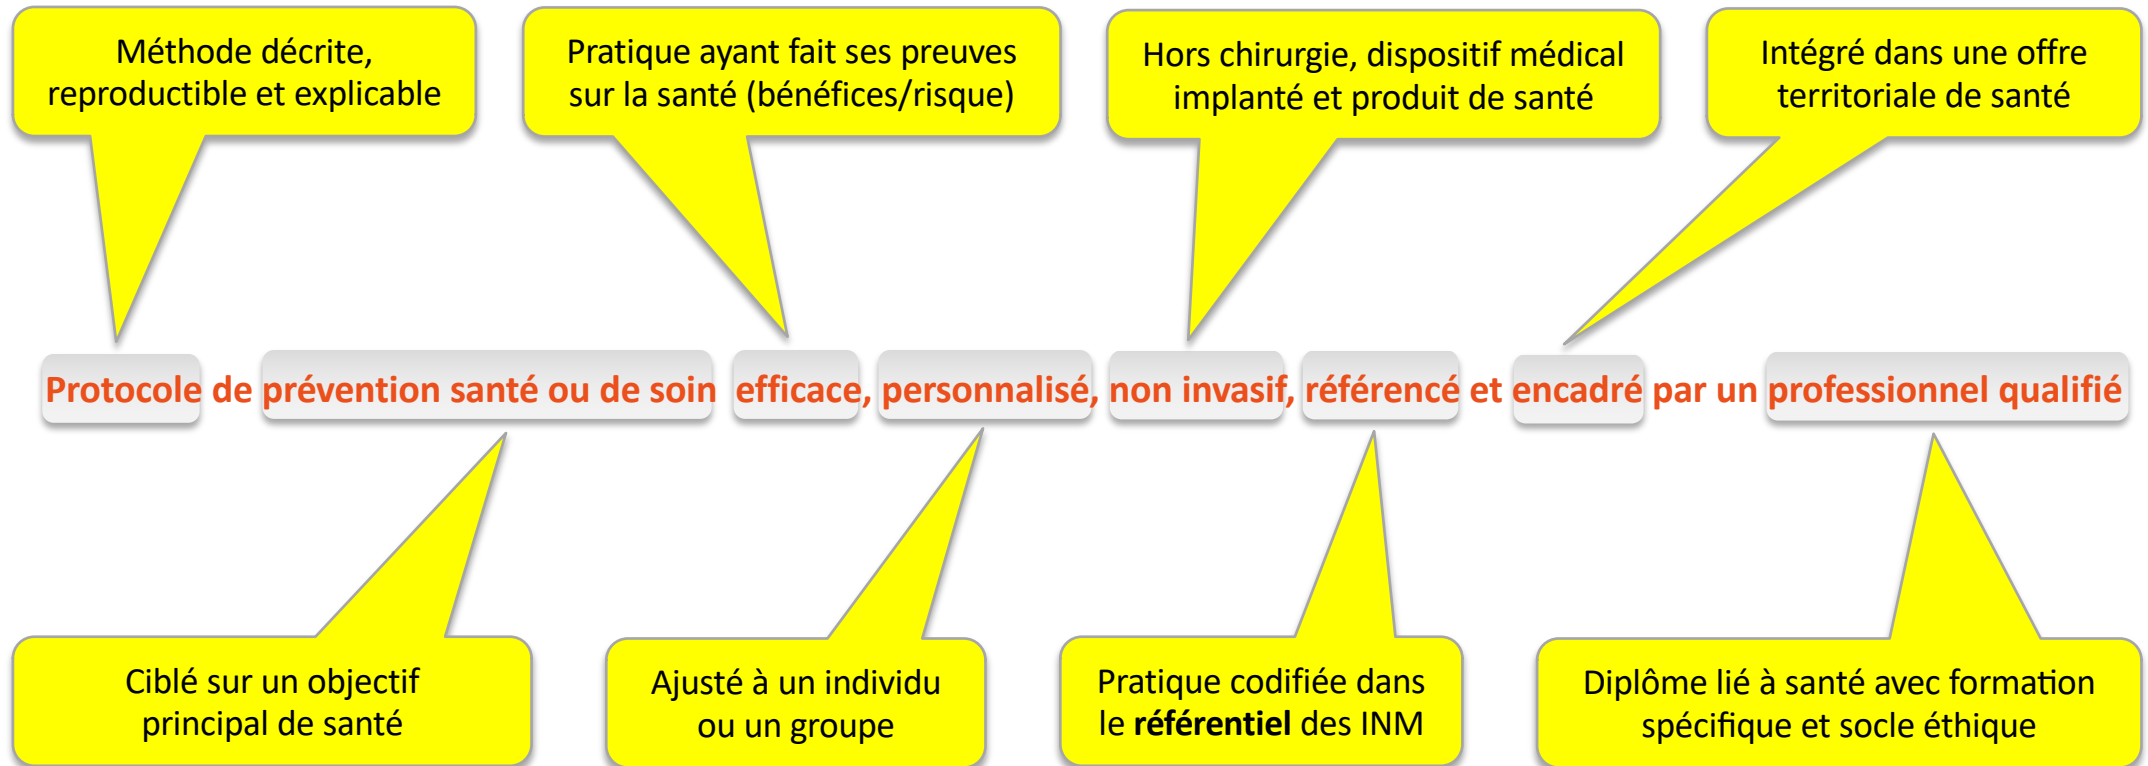 Méthode décrite,
reproductible et explicable
Pratique ayant fait ses preuves
sur la santé (bénéfices/risque)
Hors chirurgie, dispositif médical
implanté et produit de santé
Intégré dans une offre
territoriale de santé
Protocole de prévention santé ou de soin efficace, personnalisé, non invasif, référencé et encadré par un professionnel qualifié
Ciblé sur un objectif
principal de santé
Ajusté à un individu
ou un groupe
Pratique codifiée dans
le référentiel des INM
Diplôme lié à santé avec formation
spécifique et socle éthique